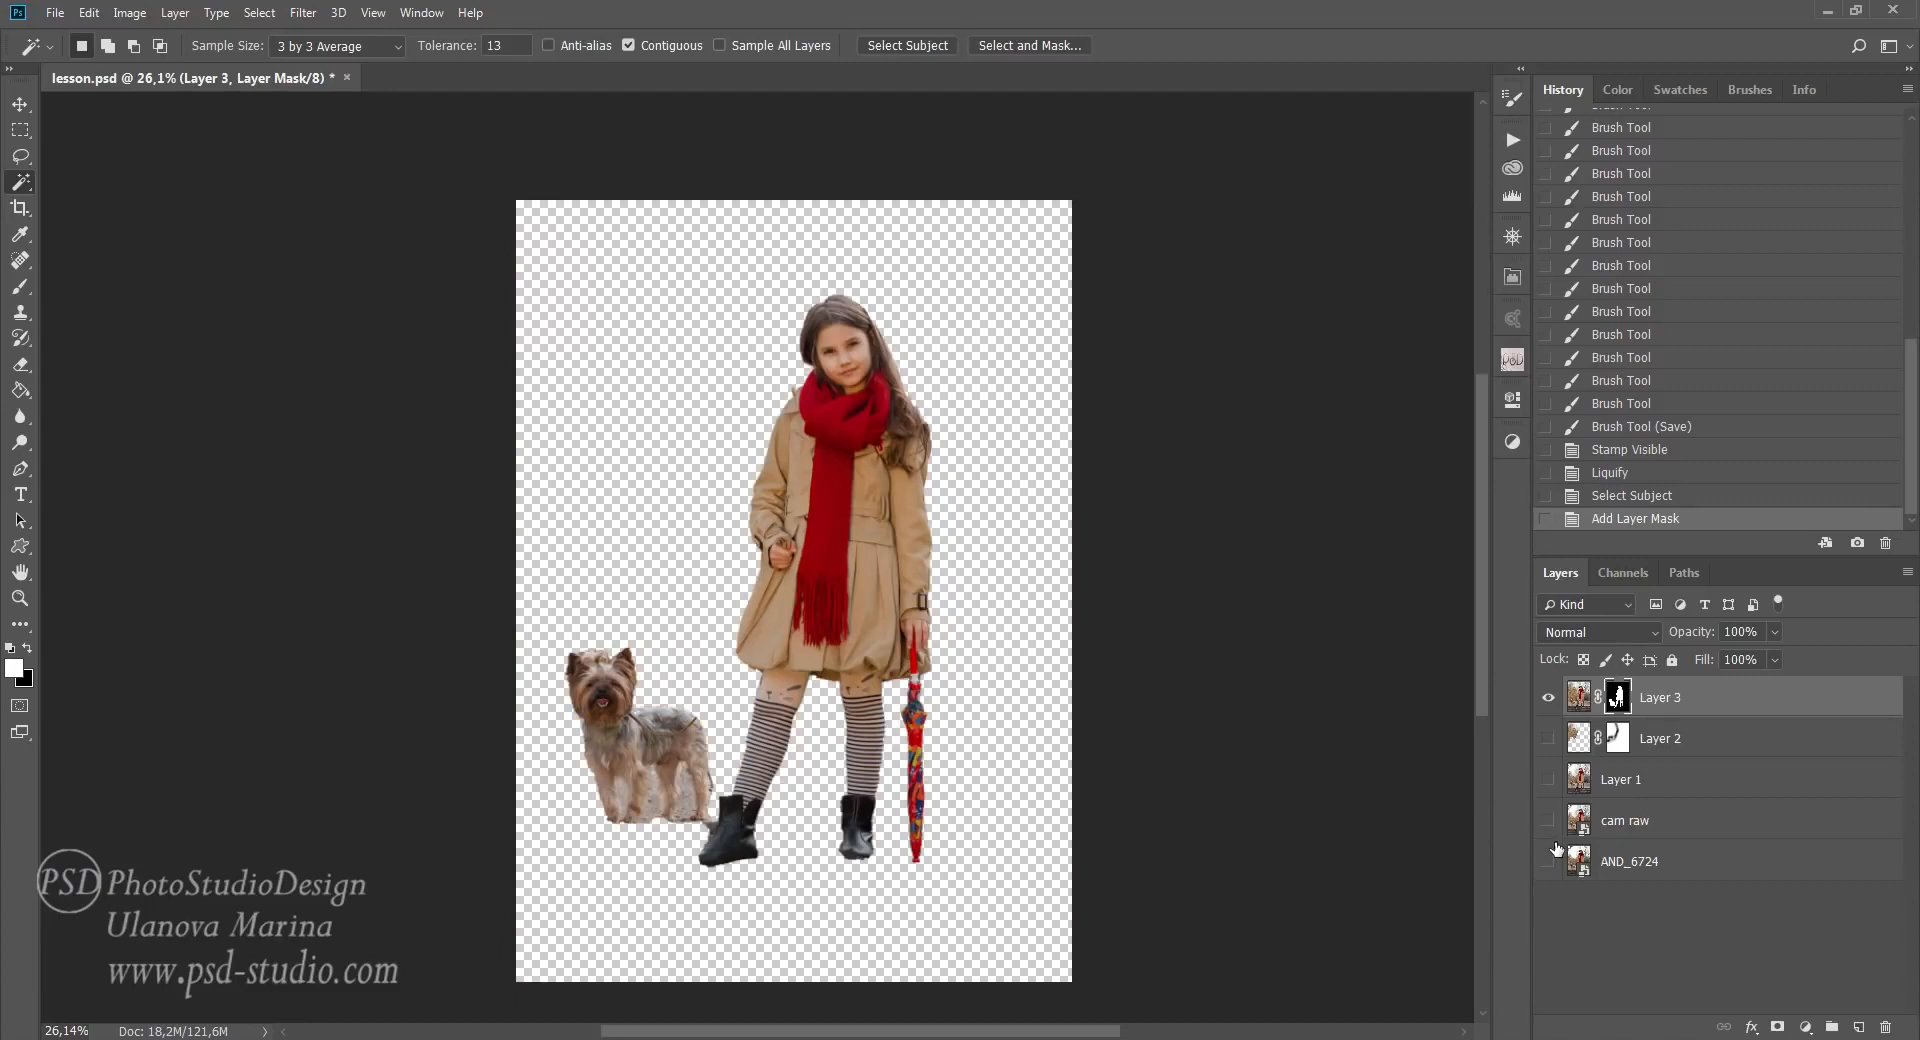 Ps File Edit Image Layer Type Select Filter 3D View Window Help
Sample Size: 3 by 3 Average Tolerance: 13 Anti-alias Contiguous Sample All Layers Select Subject Select and Mask...
lesson.psd @ 26,1% (Layer 3, Layer Mask/8) * ×
History Color Swatches Brushes Info
Brush Tool
Brush Tool
Brush Tool
Brush Tool
Brush Tool
Brush Tool
Brush Tool
Brush Tool
Brush Tool
Brush Tool
Brush Tool
Brush Tool
Brush Tool
Brush Tool (Save)
Stamp Visible
Liquify
Select Subject
Add Layer Mask
Layers Channels Paths
Kind
Normal Opacity: 100%
Lock: Fill: 100%
Layer 3
Layer 2
Layer 1
cam raw
AND_6724
PSD PhotoStudioDesign
Ulanova Marina
www.psd-studio.com
26,14% Doc: 18,2M/121,6M